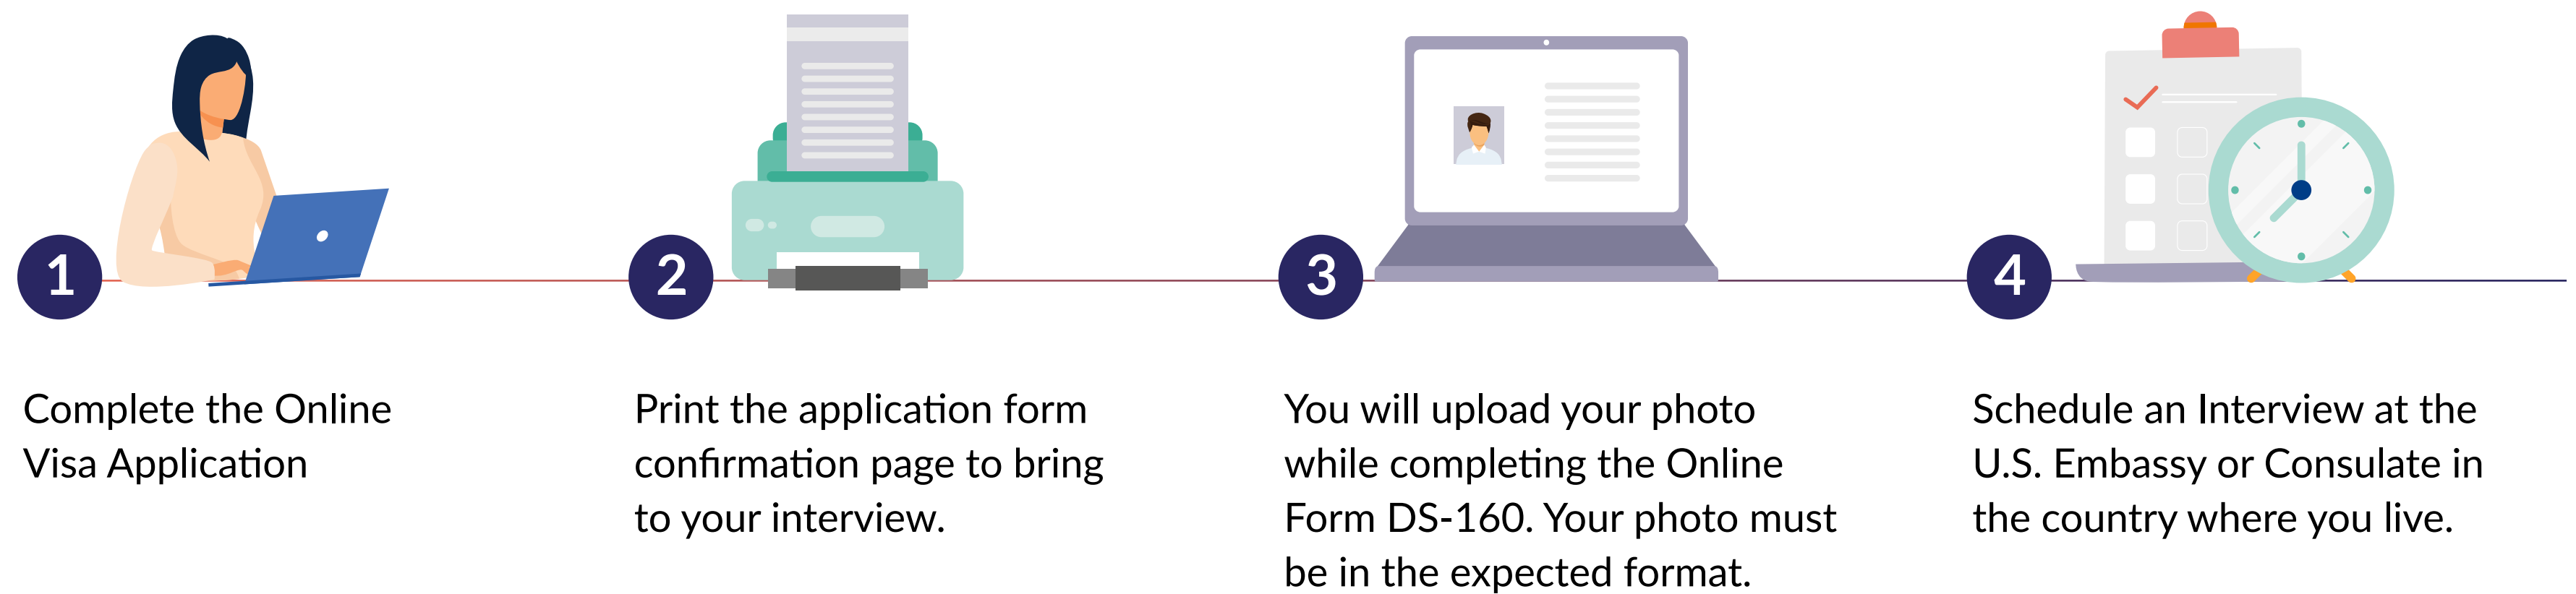 1
Complete the Online
Visa Application
2
Print the application form
confirmation page to bring
to your interview.
3
You will upload your photo
while completing the Online
Form DS-160. Your photo must
be in the expected format.
4
Schedule an Interview at the
U.S. Embassy or Consulate in
the country where you live.